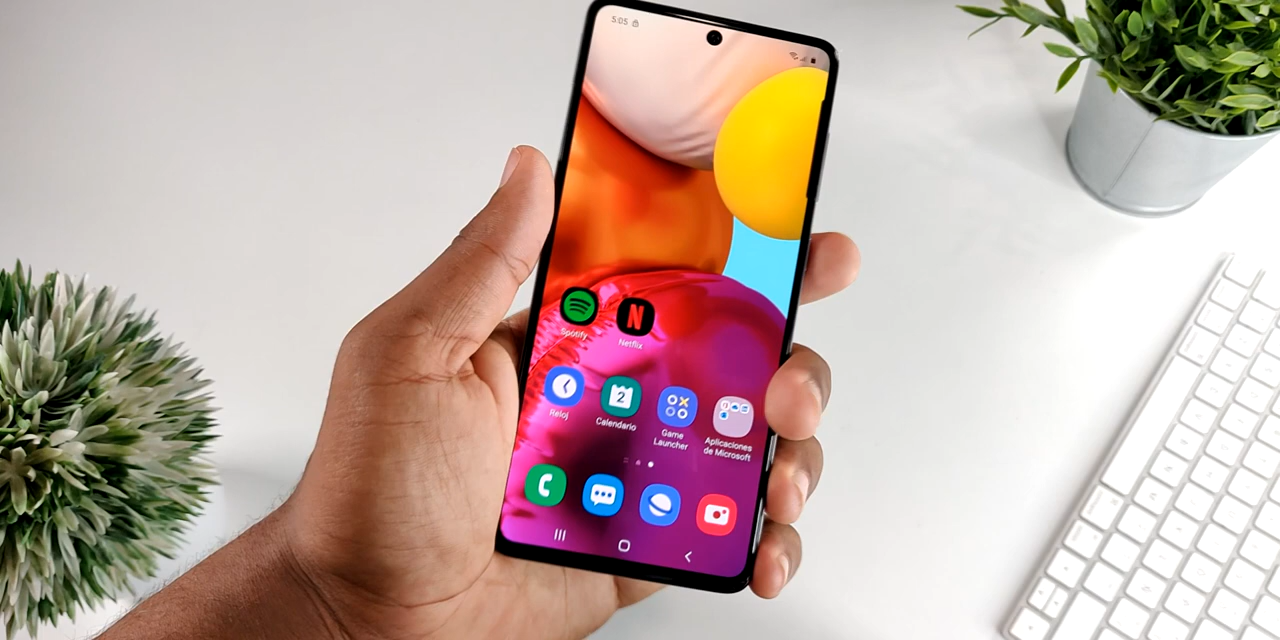 5:05
Spotify
N
Netflix
Reloj
2
Calendario
Game
Launcher
Aplicaciones
de Microsoft